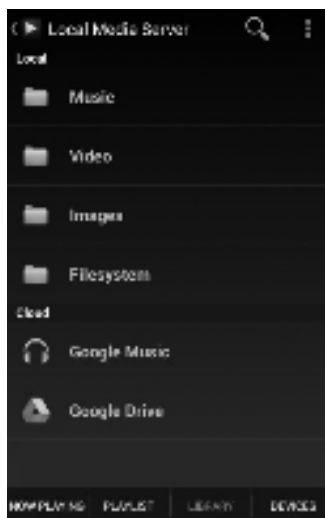 Local Media Server
Local
Music
Video
Images
Filesystem
Cloud
Google Music
Google Drive
NOW PLAYING PLAYLIST LIBRARY DEVICES